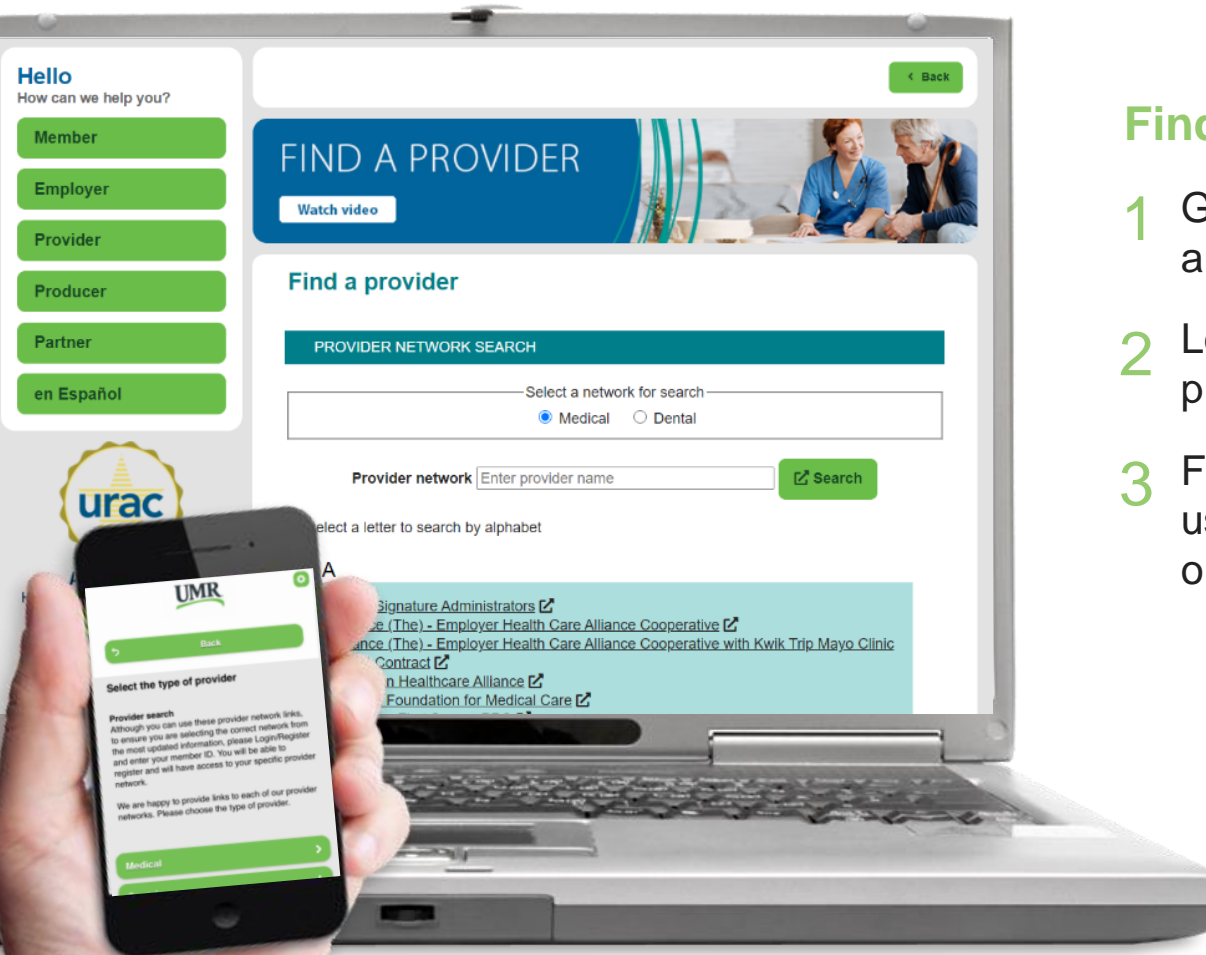 Hello
How can we help you?
Member
Employer
Provider
Producer
Partner
en Español
urac
< Back
FIND A PROVIDER
Watch video
Find a provider
PROVIDER NETWORK SEARCH
Select a network for search
Medical Dental
Provider network Enter provider name Search
elect a letter to search by alphabet
A
Signature Administrators
ce (The) - Employer Health Care Alliance Cooperative
ance (The) - Employer Health Care Alliance Cooperative with Kwik Trip Mayo Clinic
Contract
n Healthcare Alliance
Foundation for Medical Care
UMR
Back
Select the type of provider
Provider search
Although you can use these provider network links,
to ensure you are selecting the correct network from
the most updated information, please Login/Register
and enter your member ID. You will be able to
register and will have access to your specific provider
network.
We are happy to provide links to each of our provider
networks. Please choose the type of provider.
Medical
Find
1 G
a
2 Lo
p
3 F
us
o